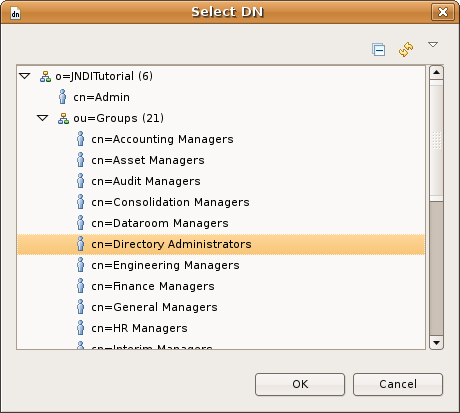 Select DN
dn
o=JNDITutorial (6)
cn=Admin
ou=Groups (21)
cn=Accounting Managers
cn=Asset Managers
cn=Audit Managers
cn=Consolidation Managers
cn=Dataroom Managers
cn=Directory Administrators
cn=Engineering Managers
cn=Finance Managers
cn=General Managers
cn=HR Managers
cn=Interim Managers
OK
Cancel